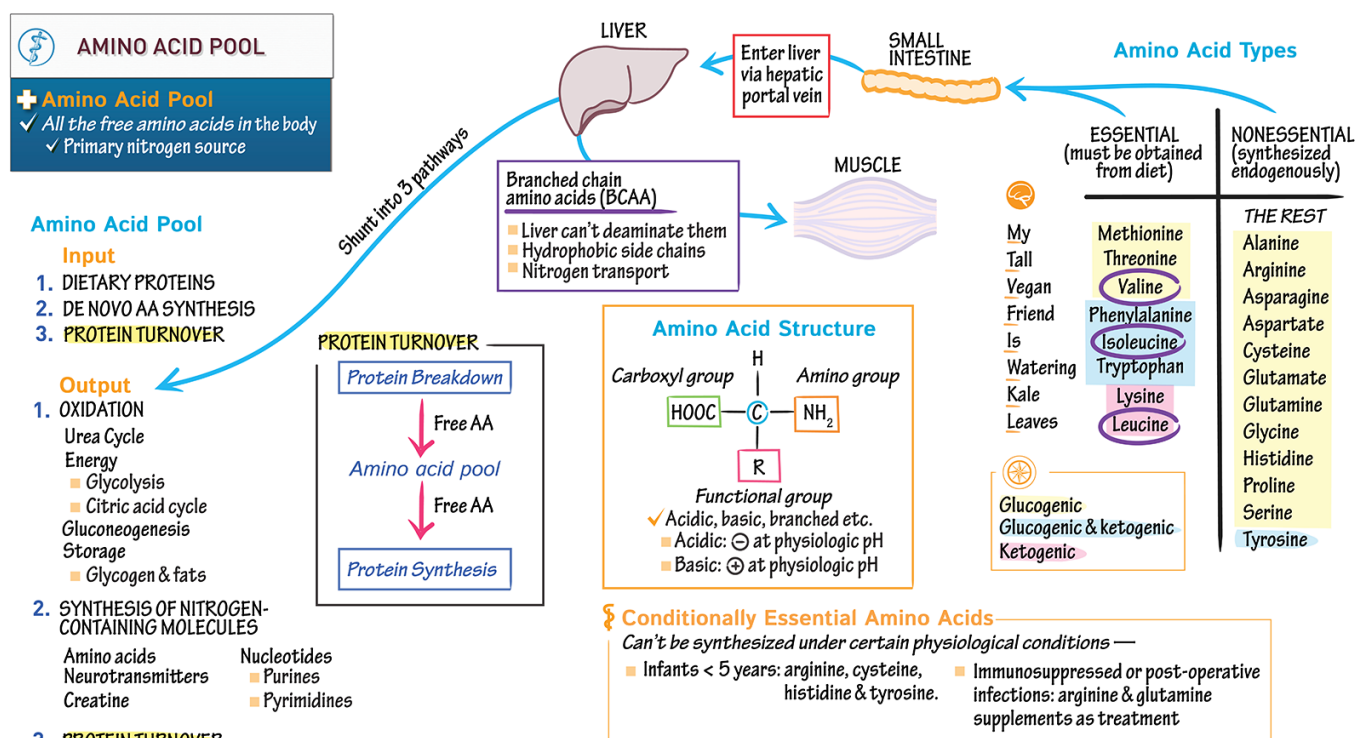 AMINO ACID POOL
Amino Acid Pool
All the free amino acids in the body
Primary nitrogen source
Amino Acid Pool
Input
1. DIETARY PROTEINS
2. DE NOVO AA SYNTHESIS
3. PROTEIN TURNOVER
Output
1. OXIDATION
Urea Cycle
Energy
Glycolysis
Citric acid cycle
Gluconeogenesis
Storage
Glycogen & fats
2. SYNTHESIS OF NITROGEN-
CONTAINING MOLECULES
Amino acids
Neurotransmitters
Creatine
Nucleotides
Purines
Pyrimidines
3. PROTEIN TURNOVER
Shunt into 3 pathways
PROTEIN TURNOVER
Protein Breakdown
Free AA
Amino acid pool
Free AA
Protein Synthesis
LIVER
Enter liver
via hepatic
portal vein
SMALL
INTESTINE
Branched chain
amino acids (BCAA)
Liver can't deaminate them
Hydrophobic side chains
Nitrogen transport
MUSCLE
Amino Acid Structure
H
Carboxyl group
Amino group
HOOC
C
NH2
R
Functional group
Acidic, basic, branched etc.
Acidic: − at physiologic pH
Basic: + at physiologic pH
Amino Acid Types
ESSENTIAL
(must be obtained
from diet)
NONESSENTIAL
(synthesized
endogenously)
My Methionine
Tall Threonine
Vegan Valine
Friend Phenylalanine
Is Isoleucine
Watering Tryptophan
Kale Lysine
Leaves Leucine
THE REST
Alanine
Arginine
Asparagine
Aspartate
Cysteine
Glutamate
Glutamine
Glycine
Histidine
Proline
Serine
Tyrosine
Glucogenic
Glucogenic & ketogenic
Ketogenic
Conditionally Essential Amino Acids
Can't be synthesized under certain physiological conditions —
Infants < 5 years: arginine, cysteine,
histidine & tyrosine.
Immunosuppressed or post-operative
infections: arginine & glutamine
supplements as treatment